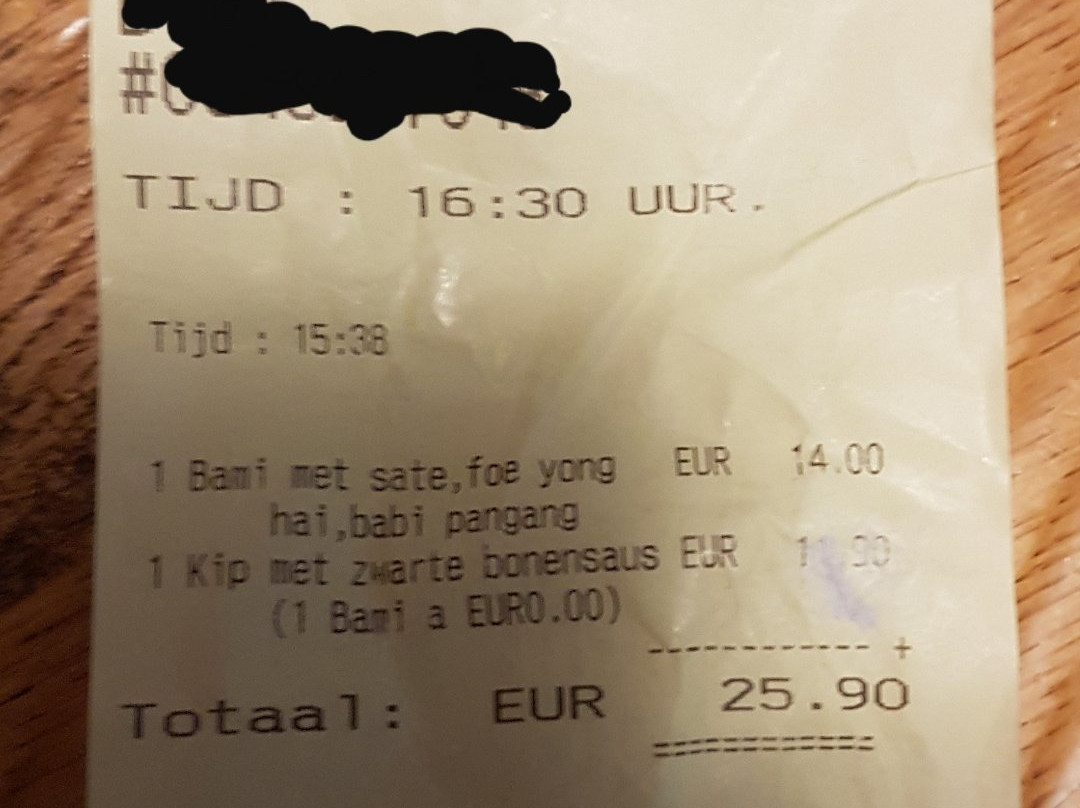 TIJD : 16:30 UUR.
Tijd : 15:38
1 Bami met sate,foe yong EUR 14.00
hai,babi pangang
1 Kip met zwarte bonensaus EUR
(1 Bami a EUR0.00)
------------ +
Totaal: EUR 25.90
============